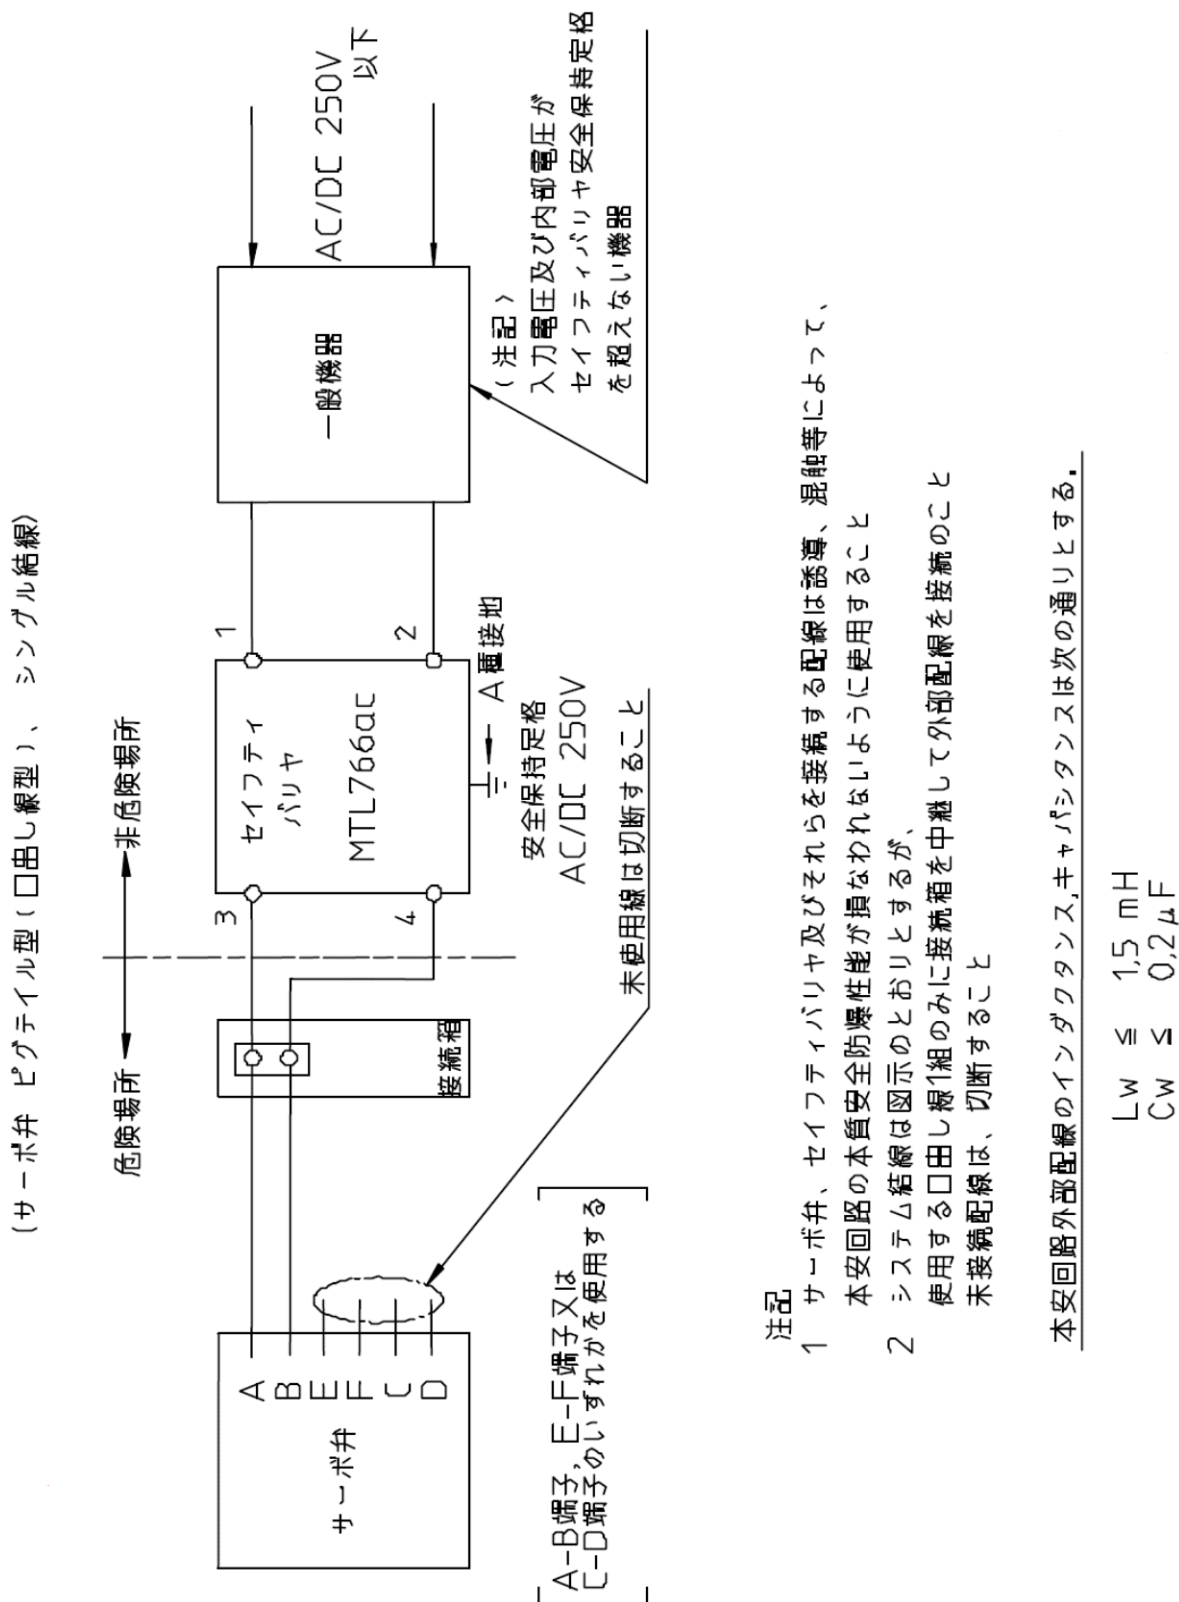 (サーボ弁 ピグテイル型(口出し線型)、 シングル結線)
危険場所
非危険場所
サーボ弁
A
B
E
F
C
D
接続箱
3
4
セイフティ
バリヤ
MTL766ac
1
2
一般機器
AC/DC 250V
以下
A種接地
安全保持定格
AC/DC 250V
(注記)
入力電圧及び内部電圧が
セイフティバリヤ安全保持定格
を超えない機器
未使用線は切断すること
A-B端子, E-F端子又は
C-D端子のいずれかを使用する
注記
1 サーボ弁、セイフティバリヤ及びそれらを接続する配線は誘導、混触等によって、
本安回路の本質安全防爆性能が損なわれないように使用すること
2 システム結線は図示のとおりとするが、
使用する口出し線1組のみに接続箱を中継して外部配線を接続のこと
未接続配線は、切断すること
本安回路外部配線のインダクタンス,キャパシタンスは次の通りとする.
Lw ≦ 1,5 mH
Cw ≦ 0,2μF